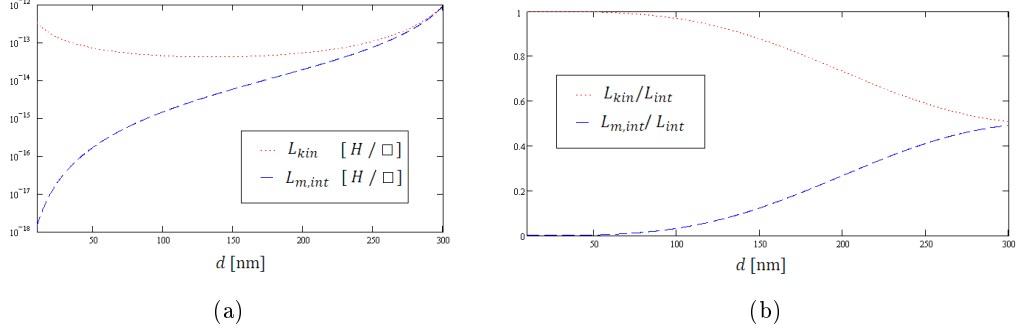 10⁻¹²
10⁻¹³
10⁻¹⁴
10⁻¹⁵
10⁻¹⁶
10⁻¹⁷
10⁻¹⁸
50 100 150 200 250 300
L_kin [H/□]
L_m,int [H/□]
d [nm]
(a)
1
0.8
0.6
0.4
0.2
0
50 100 150 200 250 300
L_kin/L_int
L_m,int/L_int
d [nm]
(b)